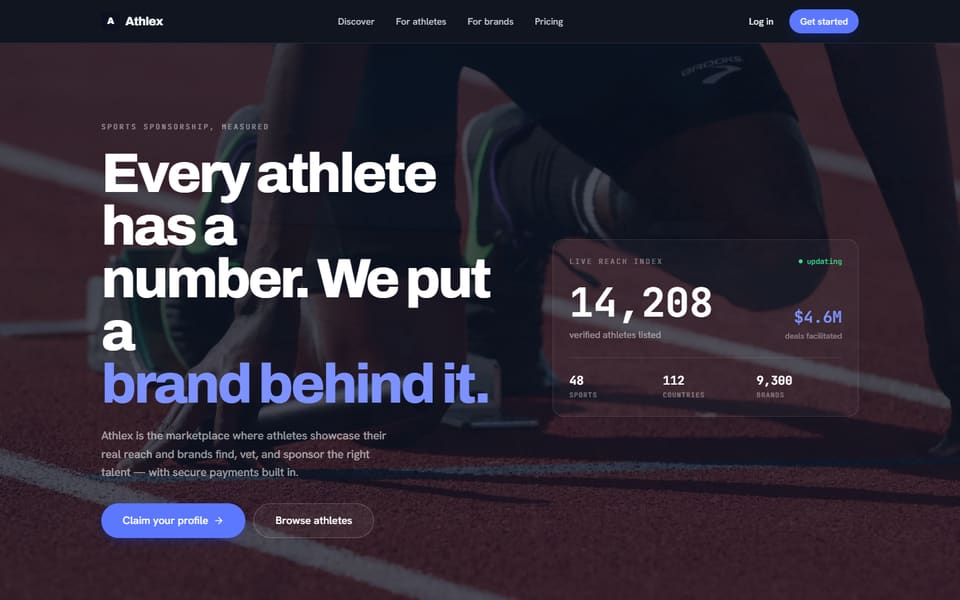 A Athlex
Discover For athletes For brands Pricing
Log in Get started
BROOKS
SPORTS SPONSORSHIP, MEASURED
Every athlete
has a
number. We put
a
brand behind it.
Athlex is the marketplace where athletes showcase their
real reach and brands find, vet, and sponsor the right
talent — with secure payments built in.
Claim your profile →
Browse athletes
LIVE REACH INDEX
updating
14,208
verified athletes listed
$4.6M
deals facilitated
48
SPORTS
112
COUNTRIES
9,300
BRANDS